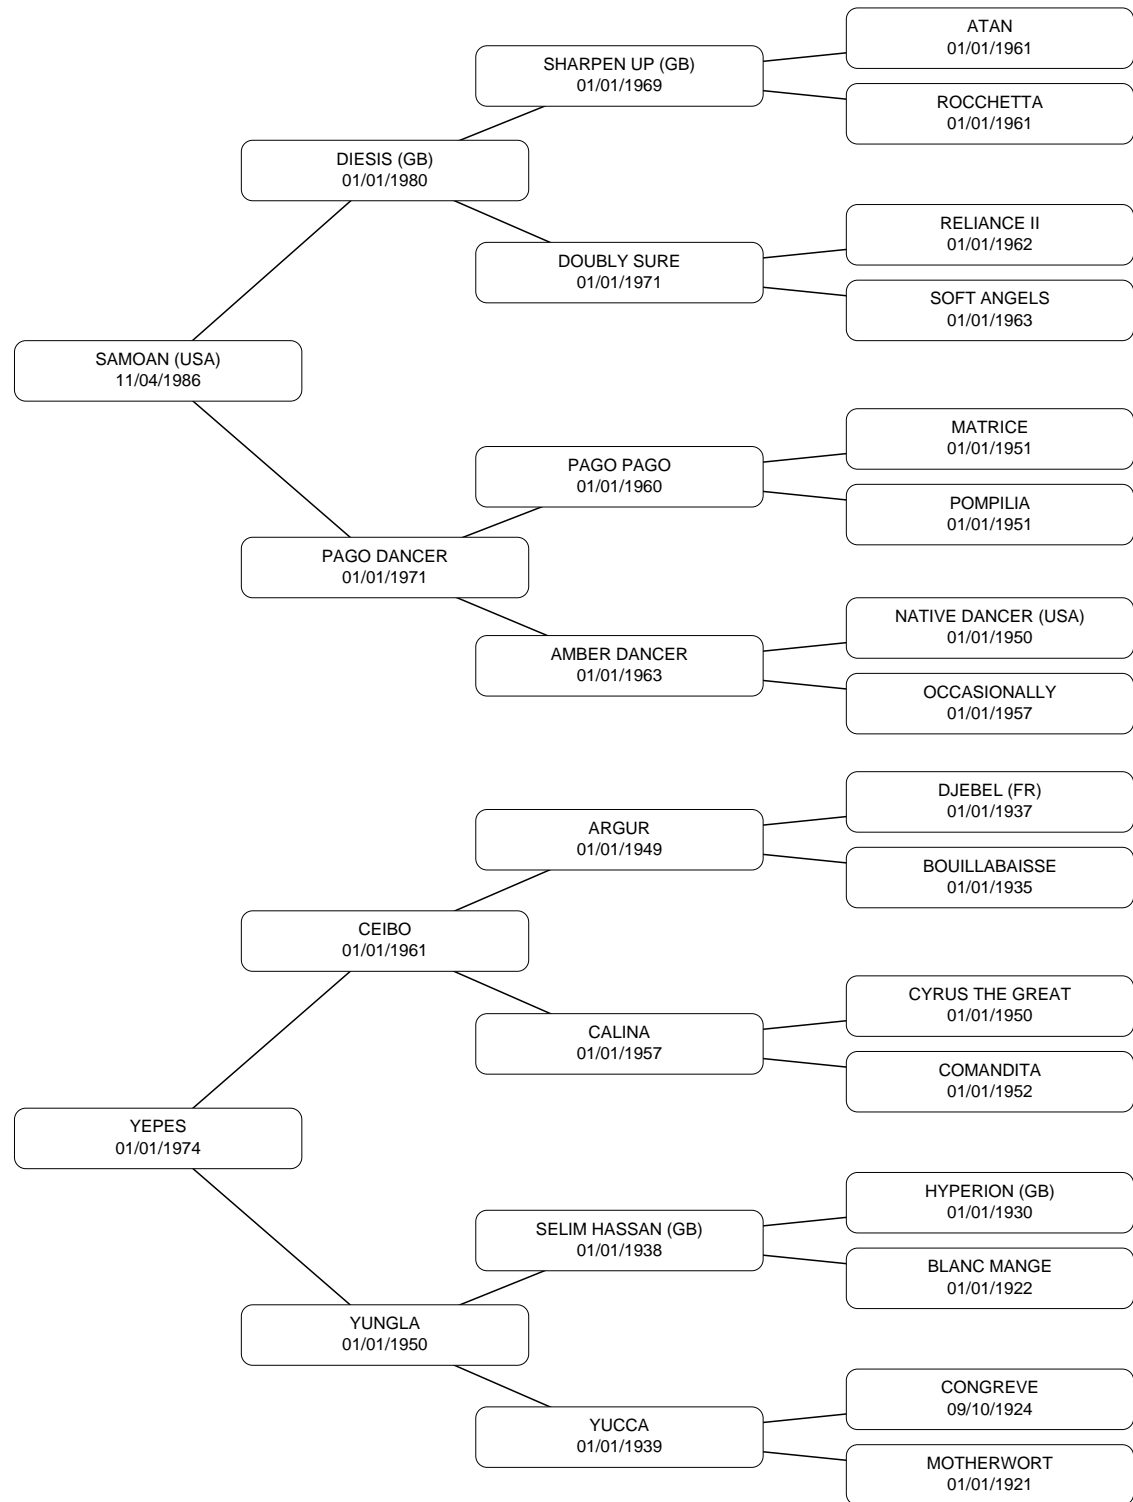 ATAN
01/01/1961
SHARPEN UP (GB)
01/01/1969
ROCCHETTA
01/01/1961
DIESIS (GB)
01/01/1980
RELIANCE II
01/01/1962
DOUBLY SURE
01/01/1971
SOFT ANGELS
01/01/1963
SAMOAN (USA)
11/04/1986
MATRICE
01/01/1951
PAGO PAGO
01/01/1960
POMPILIA
01/01/1951
PAGO DANCER
01/01/1971
NATIVE DANCER (USA)
01/01/1950
AMBER DANCER
01/01/1963
OCCASIONALLY
01/01/1957
DJEBEL (FR)
01/01/1937
ARGUR
01/01/1949
BOUILLABAISSE
01/01/1935
CEIBO
01/01/1961
CYRUS THE GREAT
01/01/1950
CALINA
01/01/1957
COMANDITA
01/01/1952
YEPES
01/01/1974
HYPERION (GB)
01/01/1930
SELIM HASSAN (GB)
01/01/1938
BLANC MANGE
01/01/1922
YUNGLA
01/01/1950
CONGREVE
09/10/1924
YUCCA
01/01/1939
MOTHERWORT
01/01/1921